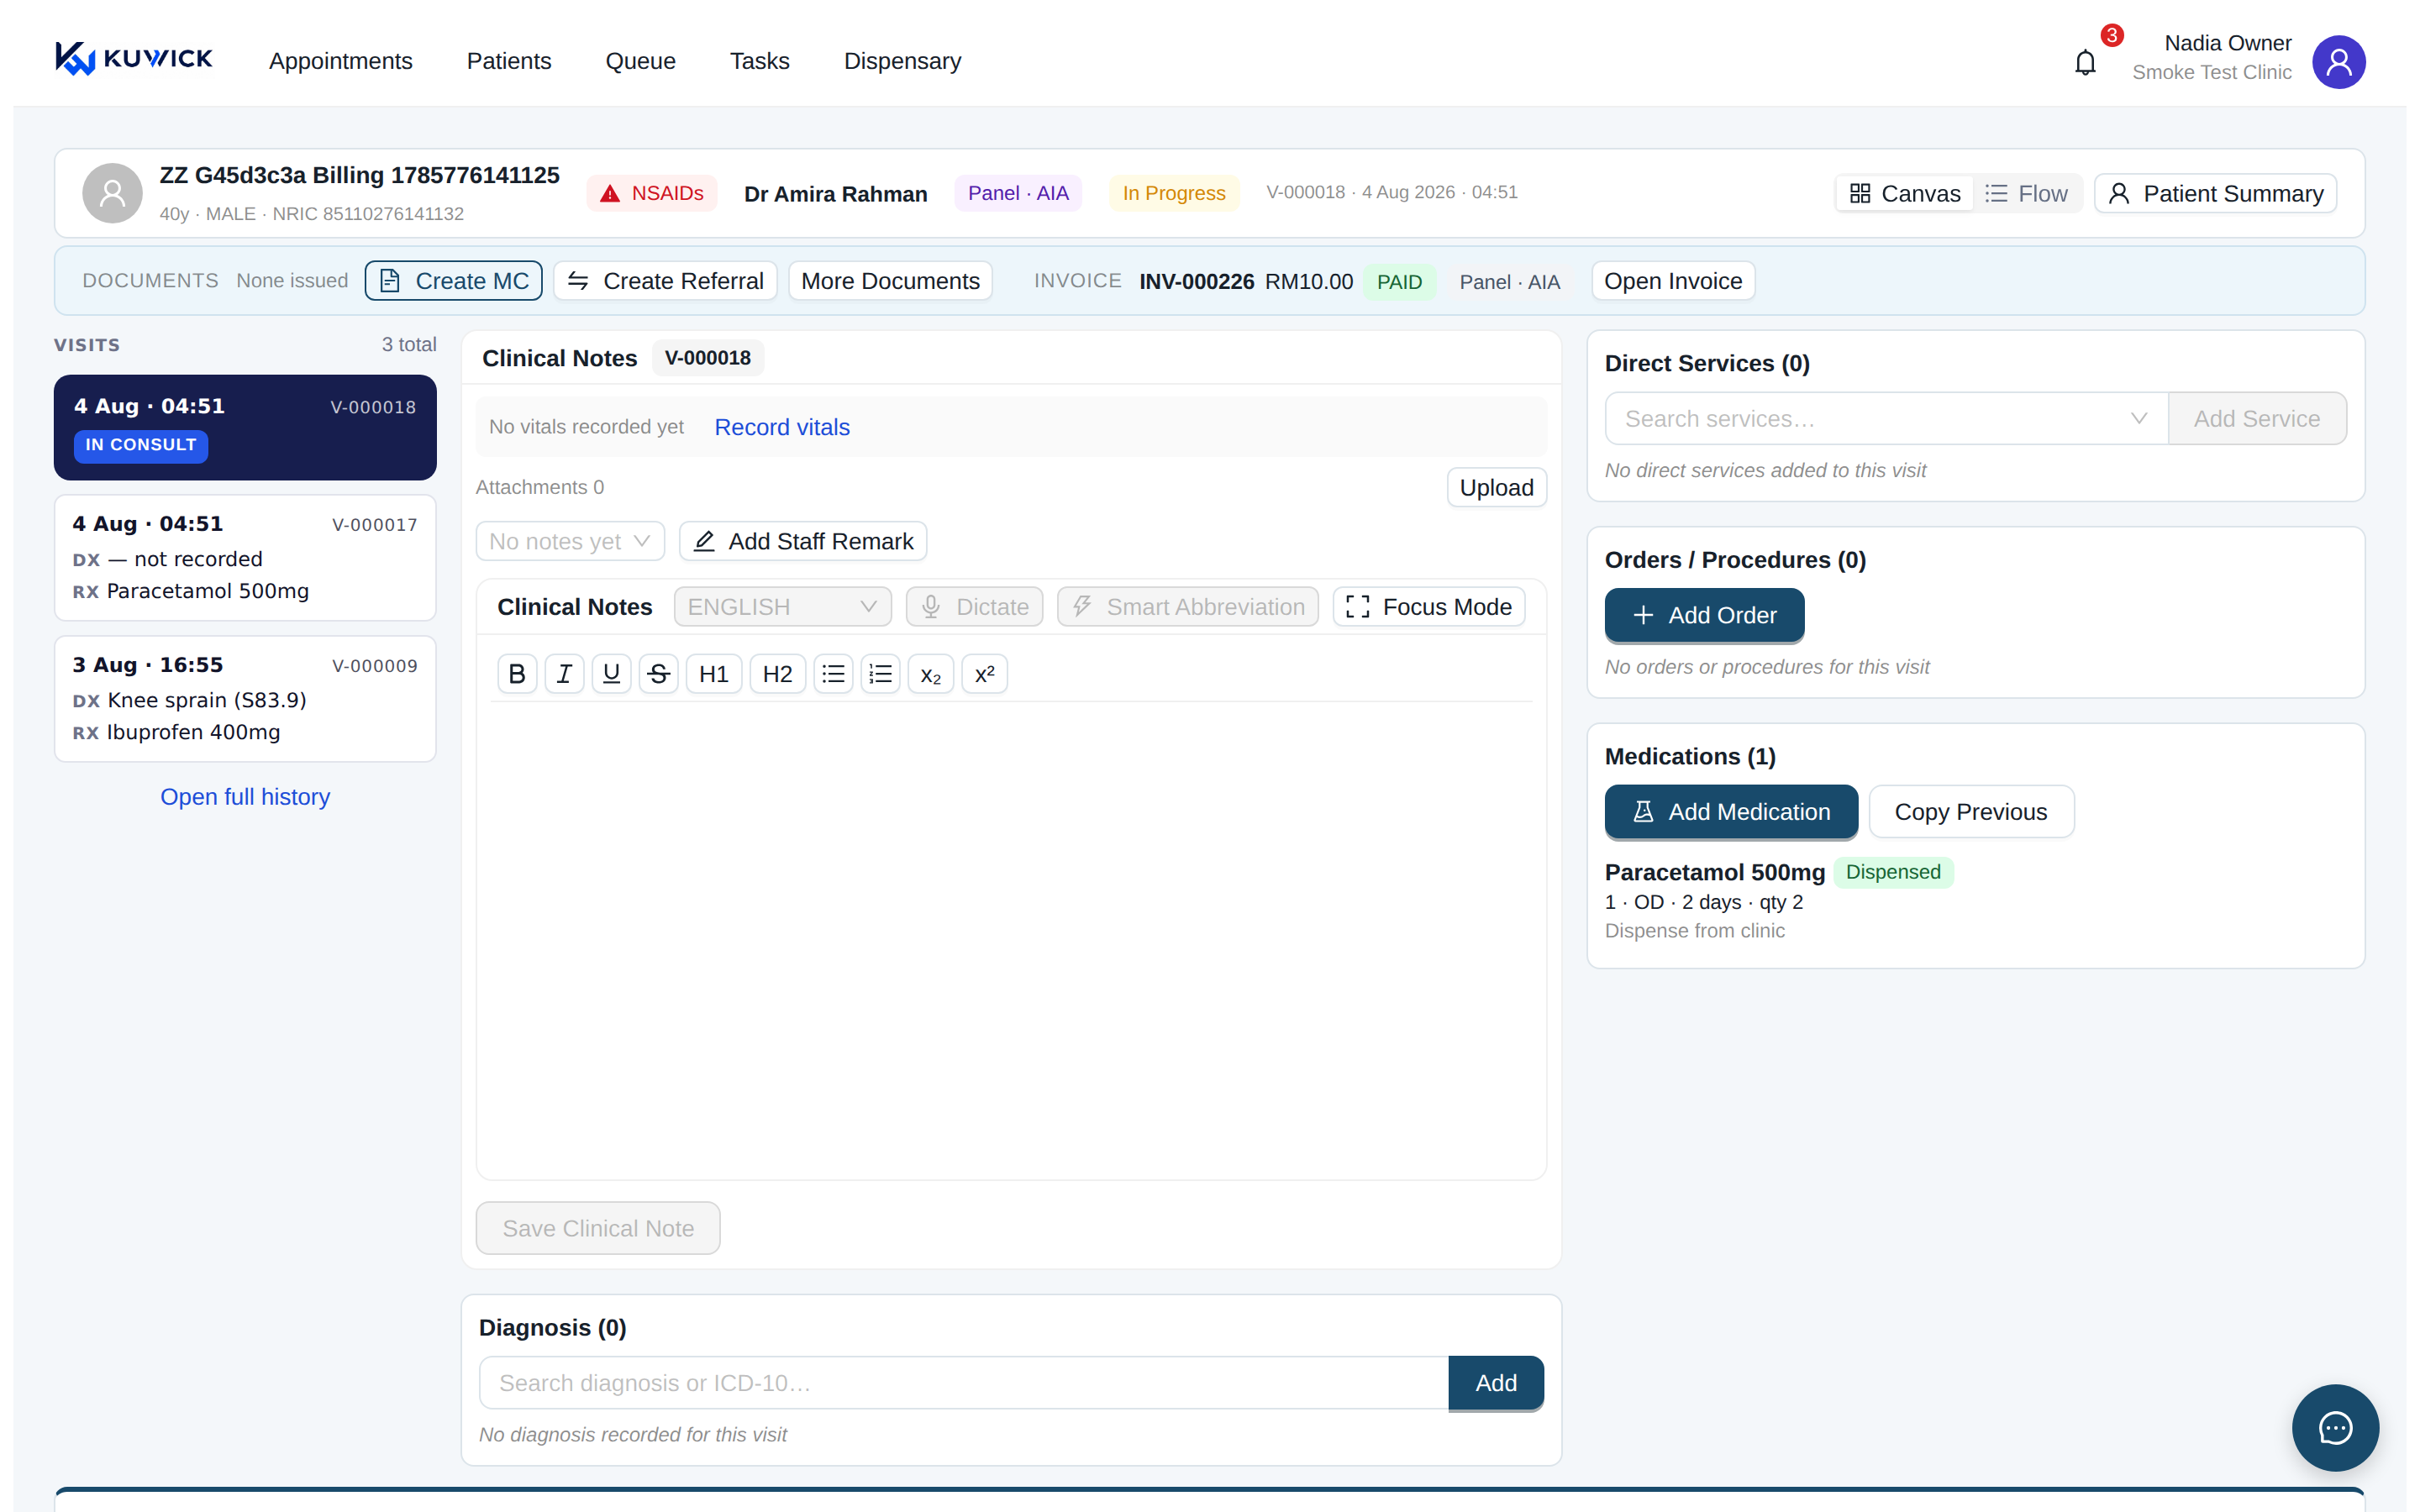 KUWICK
Appointments
Patients
Queue
Tasks
Dispensary
3
Nadia Owner
Smoke Test Clinic
ZZ G45d3c3a Billing 1785776141125
40y · MALE · NRIC 85110276141132
NSAIDs
Dr Amira Rahman
Panel · AIA
In Progress
V-000018 · 4 Aug 2026 · 04:51
Canvas
Flow
Patient Summary
DOCUMENTS
None issued
Create MC
Create Referral
More Documents
INVOICE
INV-000226 RM10.00
PAID
Panel · AIA
Open Invoice
VISITS
3 total
4 Aug · 04:51
V-000018
IN CONSULT
4 Aug · 04:51
V-000017
DX — not recorded
RX Paracetamol 500mg
3 Aug · 16:55
V-000009
DX Knee sprain (S83.9)
RX Ibuprofen 400mg
Open full history
Clinical Notes
V-000018
No vitals recorded yet
Record vitals
Attachments 0
Upload
No notes yet
Add Staff Remark
Clinical Notes
ENGLISH
Dictate
Smart Abbreviation
Focus Mode
B I U S H1 H2 x₂ x²
Save Clinical Note
Diagnosis (0)
Search diagnosis or ICD-10…
Add
No diagnosis recorded for this visit
Direct Services (0)
Search services…
Add Service
No direct services added to this visit
Orders / Procedures (0)
Add Order
No orders or procedures for this visit
Medications (1)
Add Medication
Copy Previous
Paracetamol 500mg
Dispensed
1 · OD · 2 days · qty 2
Dispense from clinic